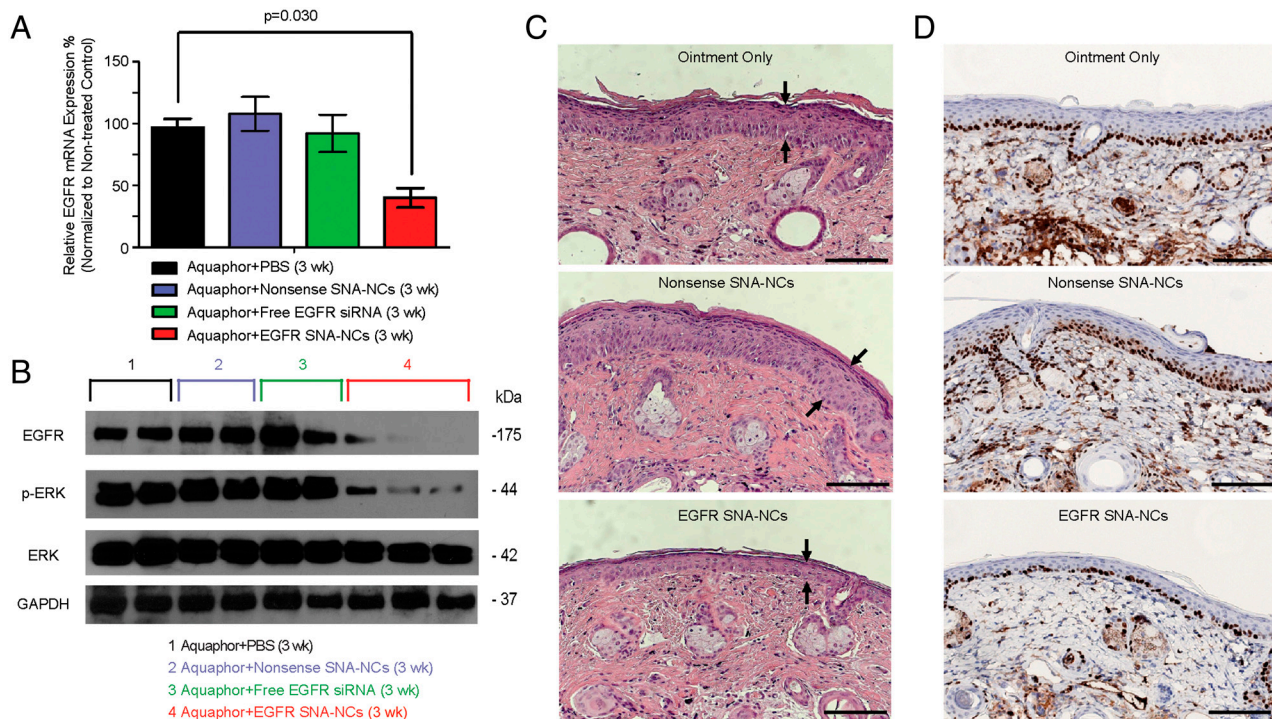 A
p=0.030
Relative EGFR mRNA Expression %
(Normalized to Non-treated Control)
150
100
50
0
Aquaphor+PBS (3 wk)
Aquaphor+Nonsense SNA-NCs (3 wk)
Aquaphor+Free EGFR siRNA (3 wk)
Aquaphor+EGFR SNA-NCs (3 wk)
B
1 2 3 4
kDa
EGFR -175
p-ERK - 44
ERK - 42
GAPDH - 37
1 Aquaphor+PBS (3 wk)
2 Aquaphor+Nonsense SNA-NCs (3 wk)
3 Aquaphor+Free EGFR siRNA (3 wk)
4 Aquaphor+EGFR SNA-NCs (3 wk)
C
Ointment Only
Nonsense SNA-NCs
EGFR SNA-NCs
D
Ointment Only
Nonsense SNA-NCs
EGFR SNA-NCs